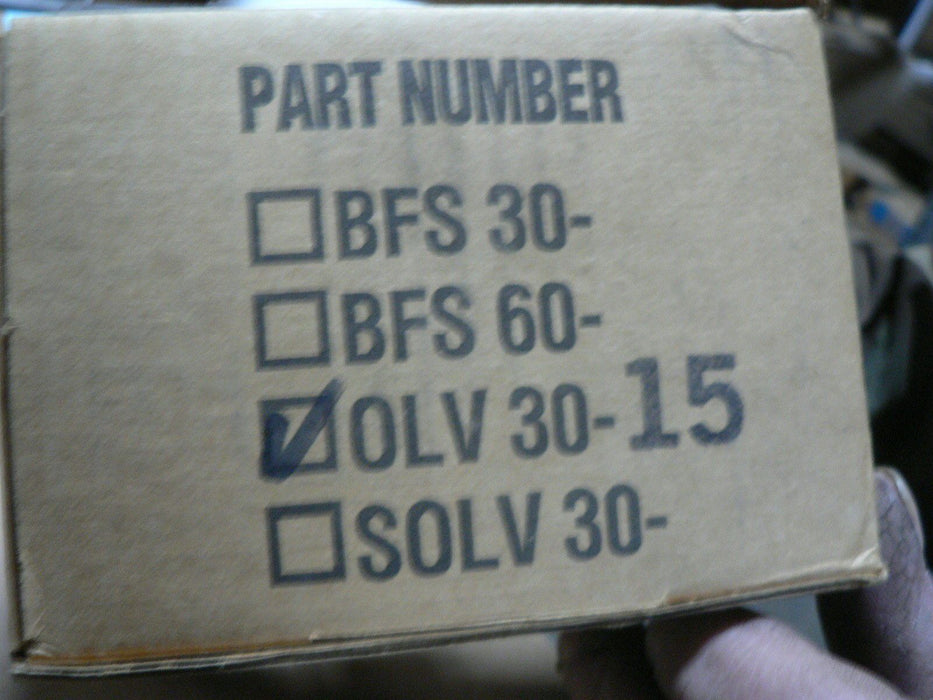 PART NUMBER
BFS 30-
BFS 60-
OLV 30-15
SOLV 30-